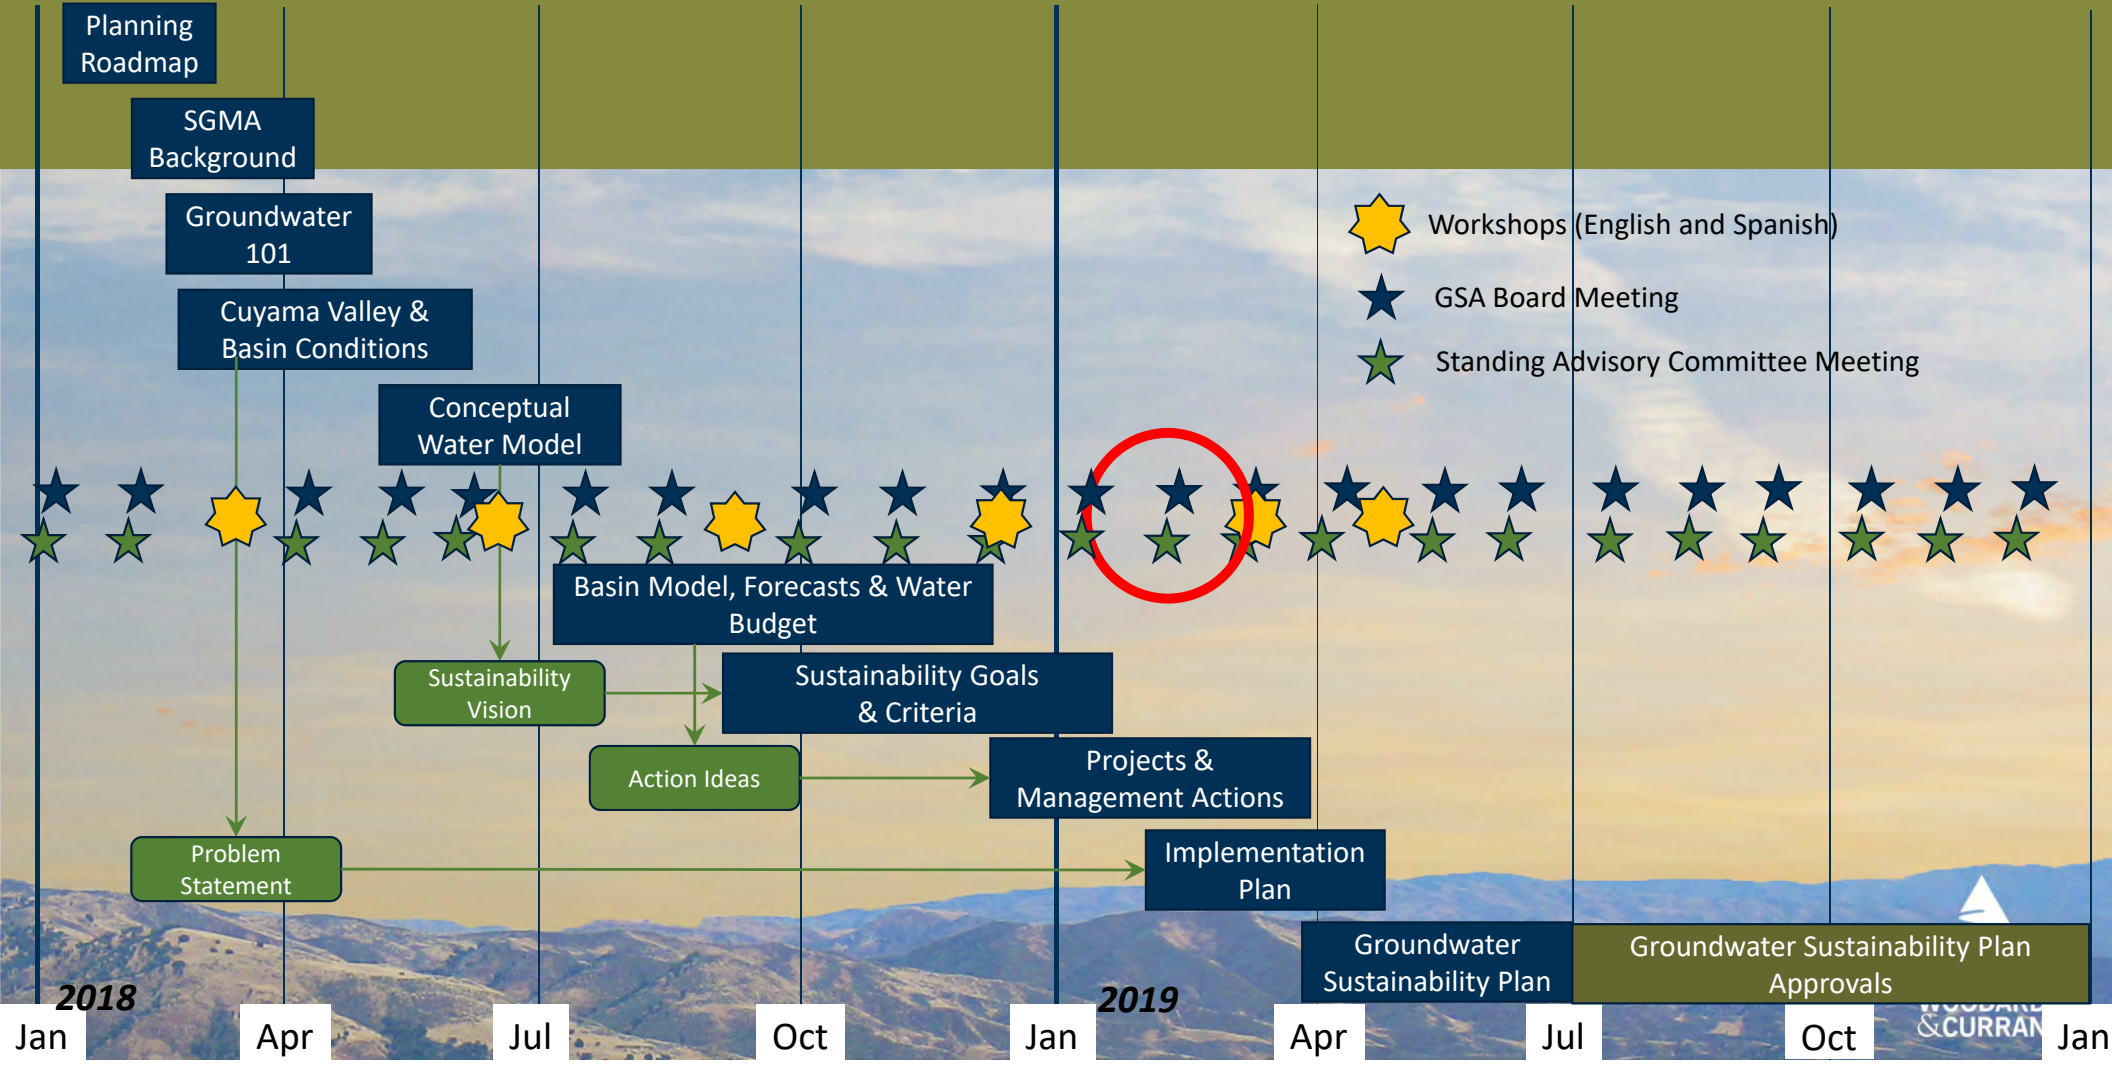 Planning
Roadmap
SGMA
Background
Groundwater
101
Cuyama Valley &
Basin Conditions
Conceptual
Water Model
Workshops (English and Spanish)
GSA Board Meeting
Standing Advisory Committee Meeting
Basin Model, Forecasts & Water
Budget
Sustainability
Vision
Sustainability Goals
& Criteria
Action Ideas
Projects &
Management Actions
Problem
Statement
Implementation
Plan
Groundwater
Sustainability Plan
Groundwater Sustainability Plan
Approvals
2018
2019
WOODARD
&CURRAN
Jan
Apr
Jul
Oct
Jan
Apr
Jul
Oct
Jan